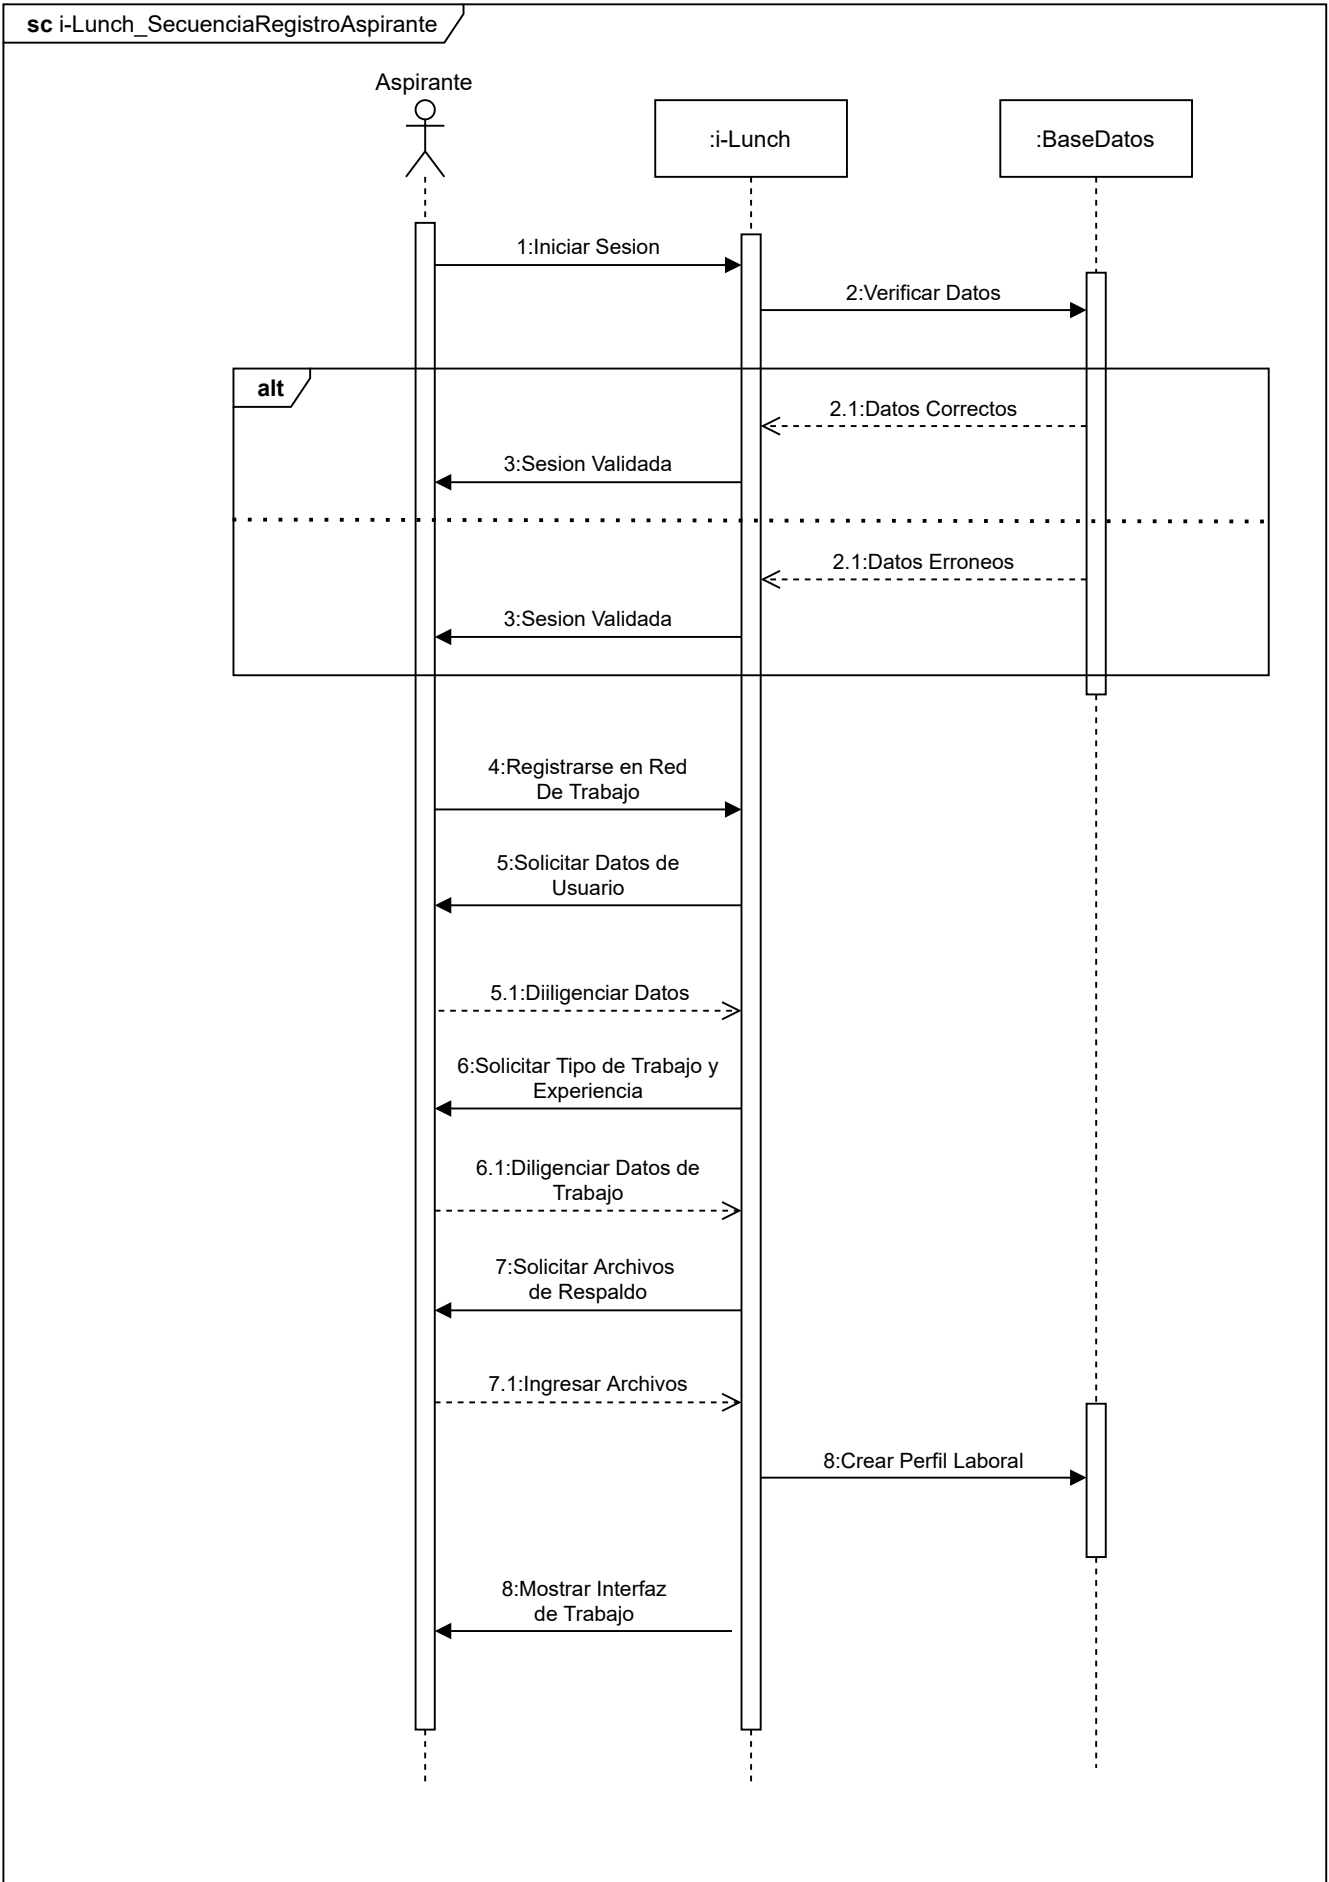 sc i-Lunch_SecuenciaRegistroAspirante
Aspirante
:i-Lunch
:BaseDatos
1:Iniciar Sesion
2:Verificar Datos
alt
2.1:Datos Correctos
3:Sesion Validada
2.1:Datos Erroneos
3:Sesion Validada
4:Registrarse en Red
De Trabajo
5:Solicitar Datos de
Usuario
5.1:Diiligenciar Datos
6:Solicitar Tipo de Trabajo y
Experiencia
6.1:Diligenciar Datos de
Trabajo
7:Solicitar Archivos
de Respaldo
7.1:Ingresar Archivos
8:Crear Perfil Laboral
8:Mostrar Interfaz
de Trabajo